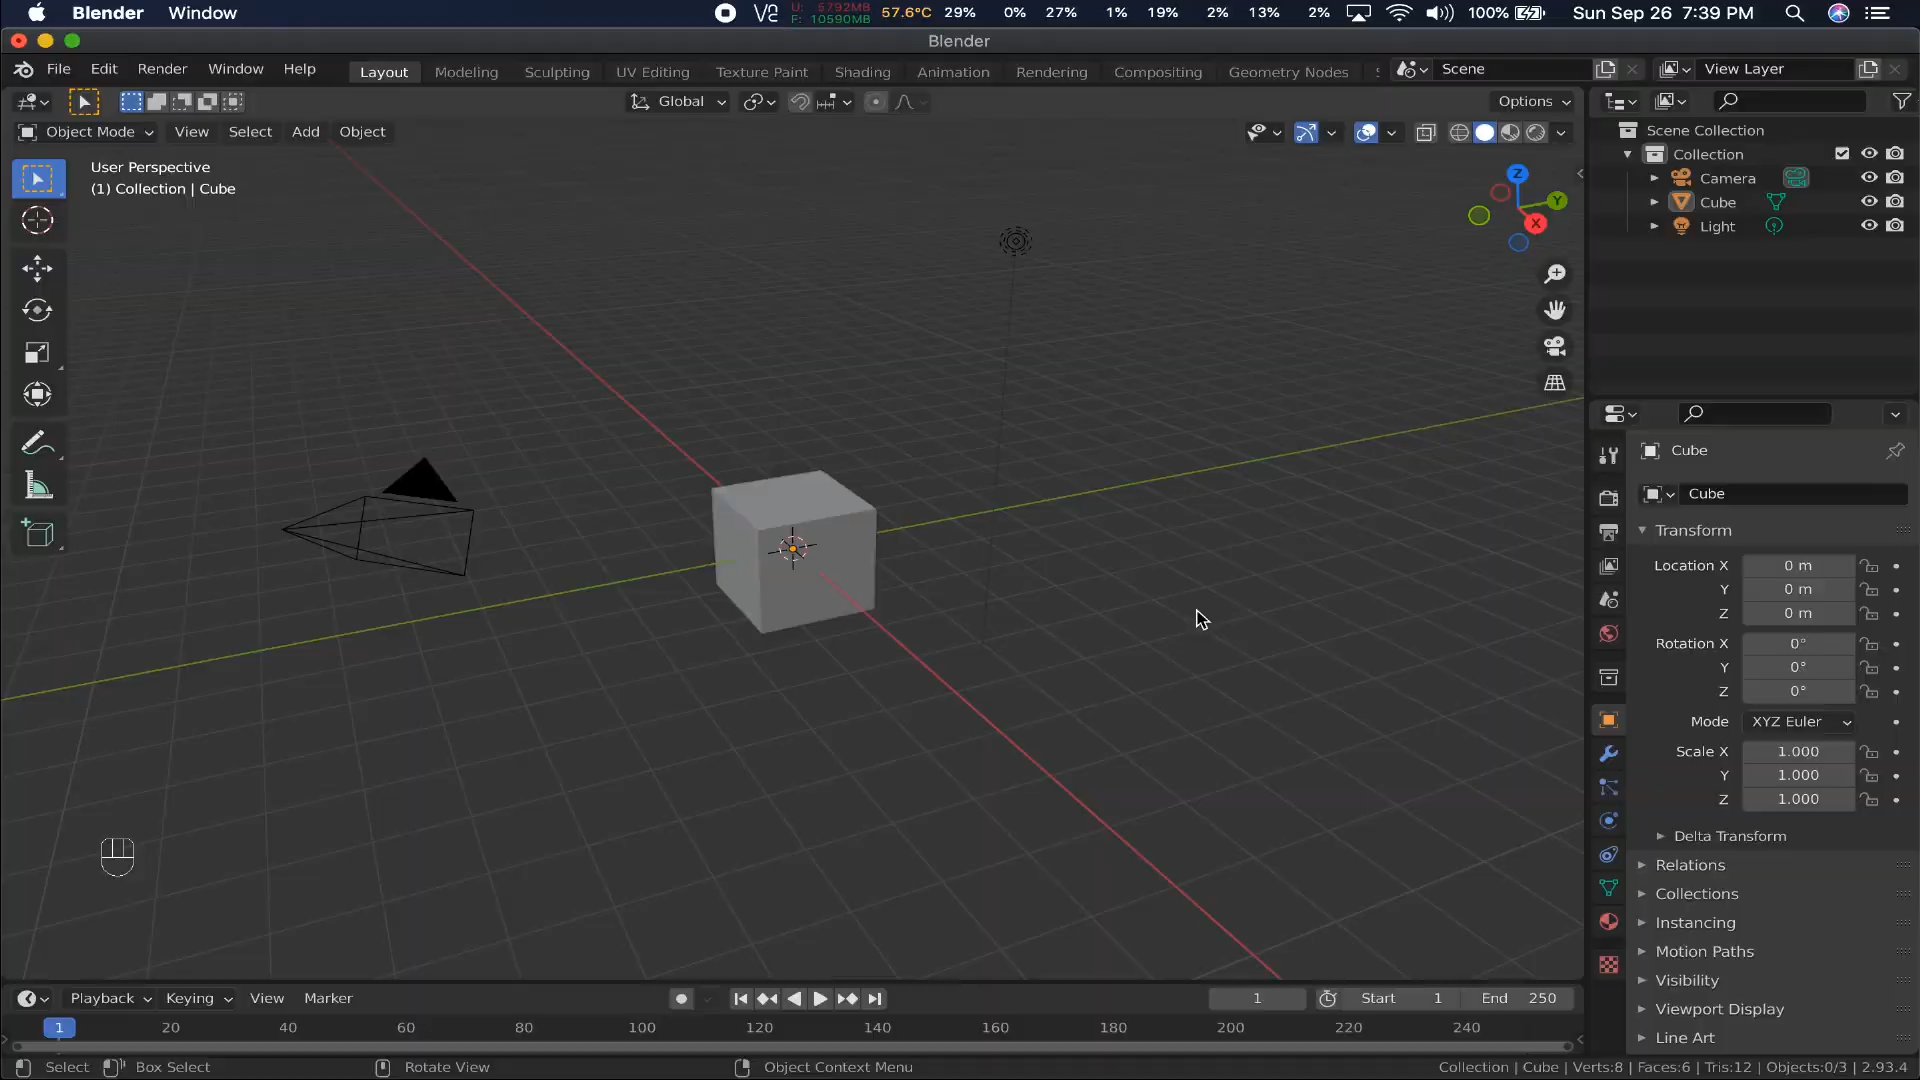 Blender Window U: 5792MB F: 10590MB 57.6°C 29% 0% 27% 1% 19% 2% 13% 2% 100% Sun Sep 26 7:39 PM
Blender
File Edit Render Window Help Layout Modeling Sculpting UV Editing Texture Paint Shading Animation Rendering Compositing Geometry Nodes Scene View Layer
Global Options
Object Mode View Select Add Object
Scene Collection
User Perspective
(1) Collection | Cube
Collection
Camera
Cube
Light
Z
Y
X
Cube
Cube
Transform
Location X 0 m
Y 0 m
Z 0 m
Rotation X 0°
Y 0°
Z 0°
Mode XYZ Euler
Scale X 1.000
Y 1.000
Z 1.000
Delta Transform
Relations
Collections
Instancing
Motion Paths
Visibility
Viewport Display
Line Art
Playback Keying View Marker 1 Start 1 End 250
1 20 40 60 80 100 120 140 160 180 200 220 240
Select Box Select Rotate View Object Context Menu Collection | Cube | Verts:8 | Faces:6 | Tris:12 | Objects:0/3 | 2.93.4